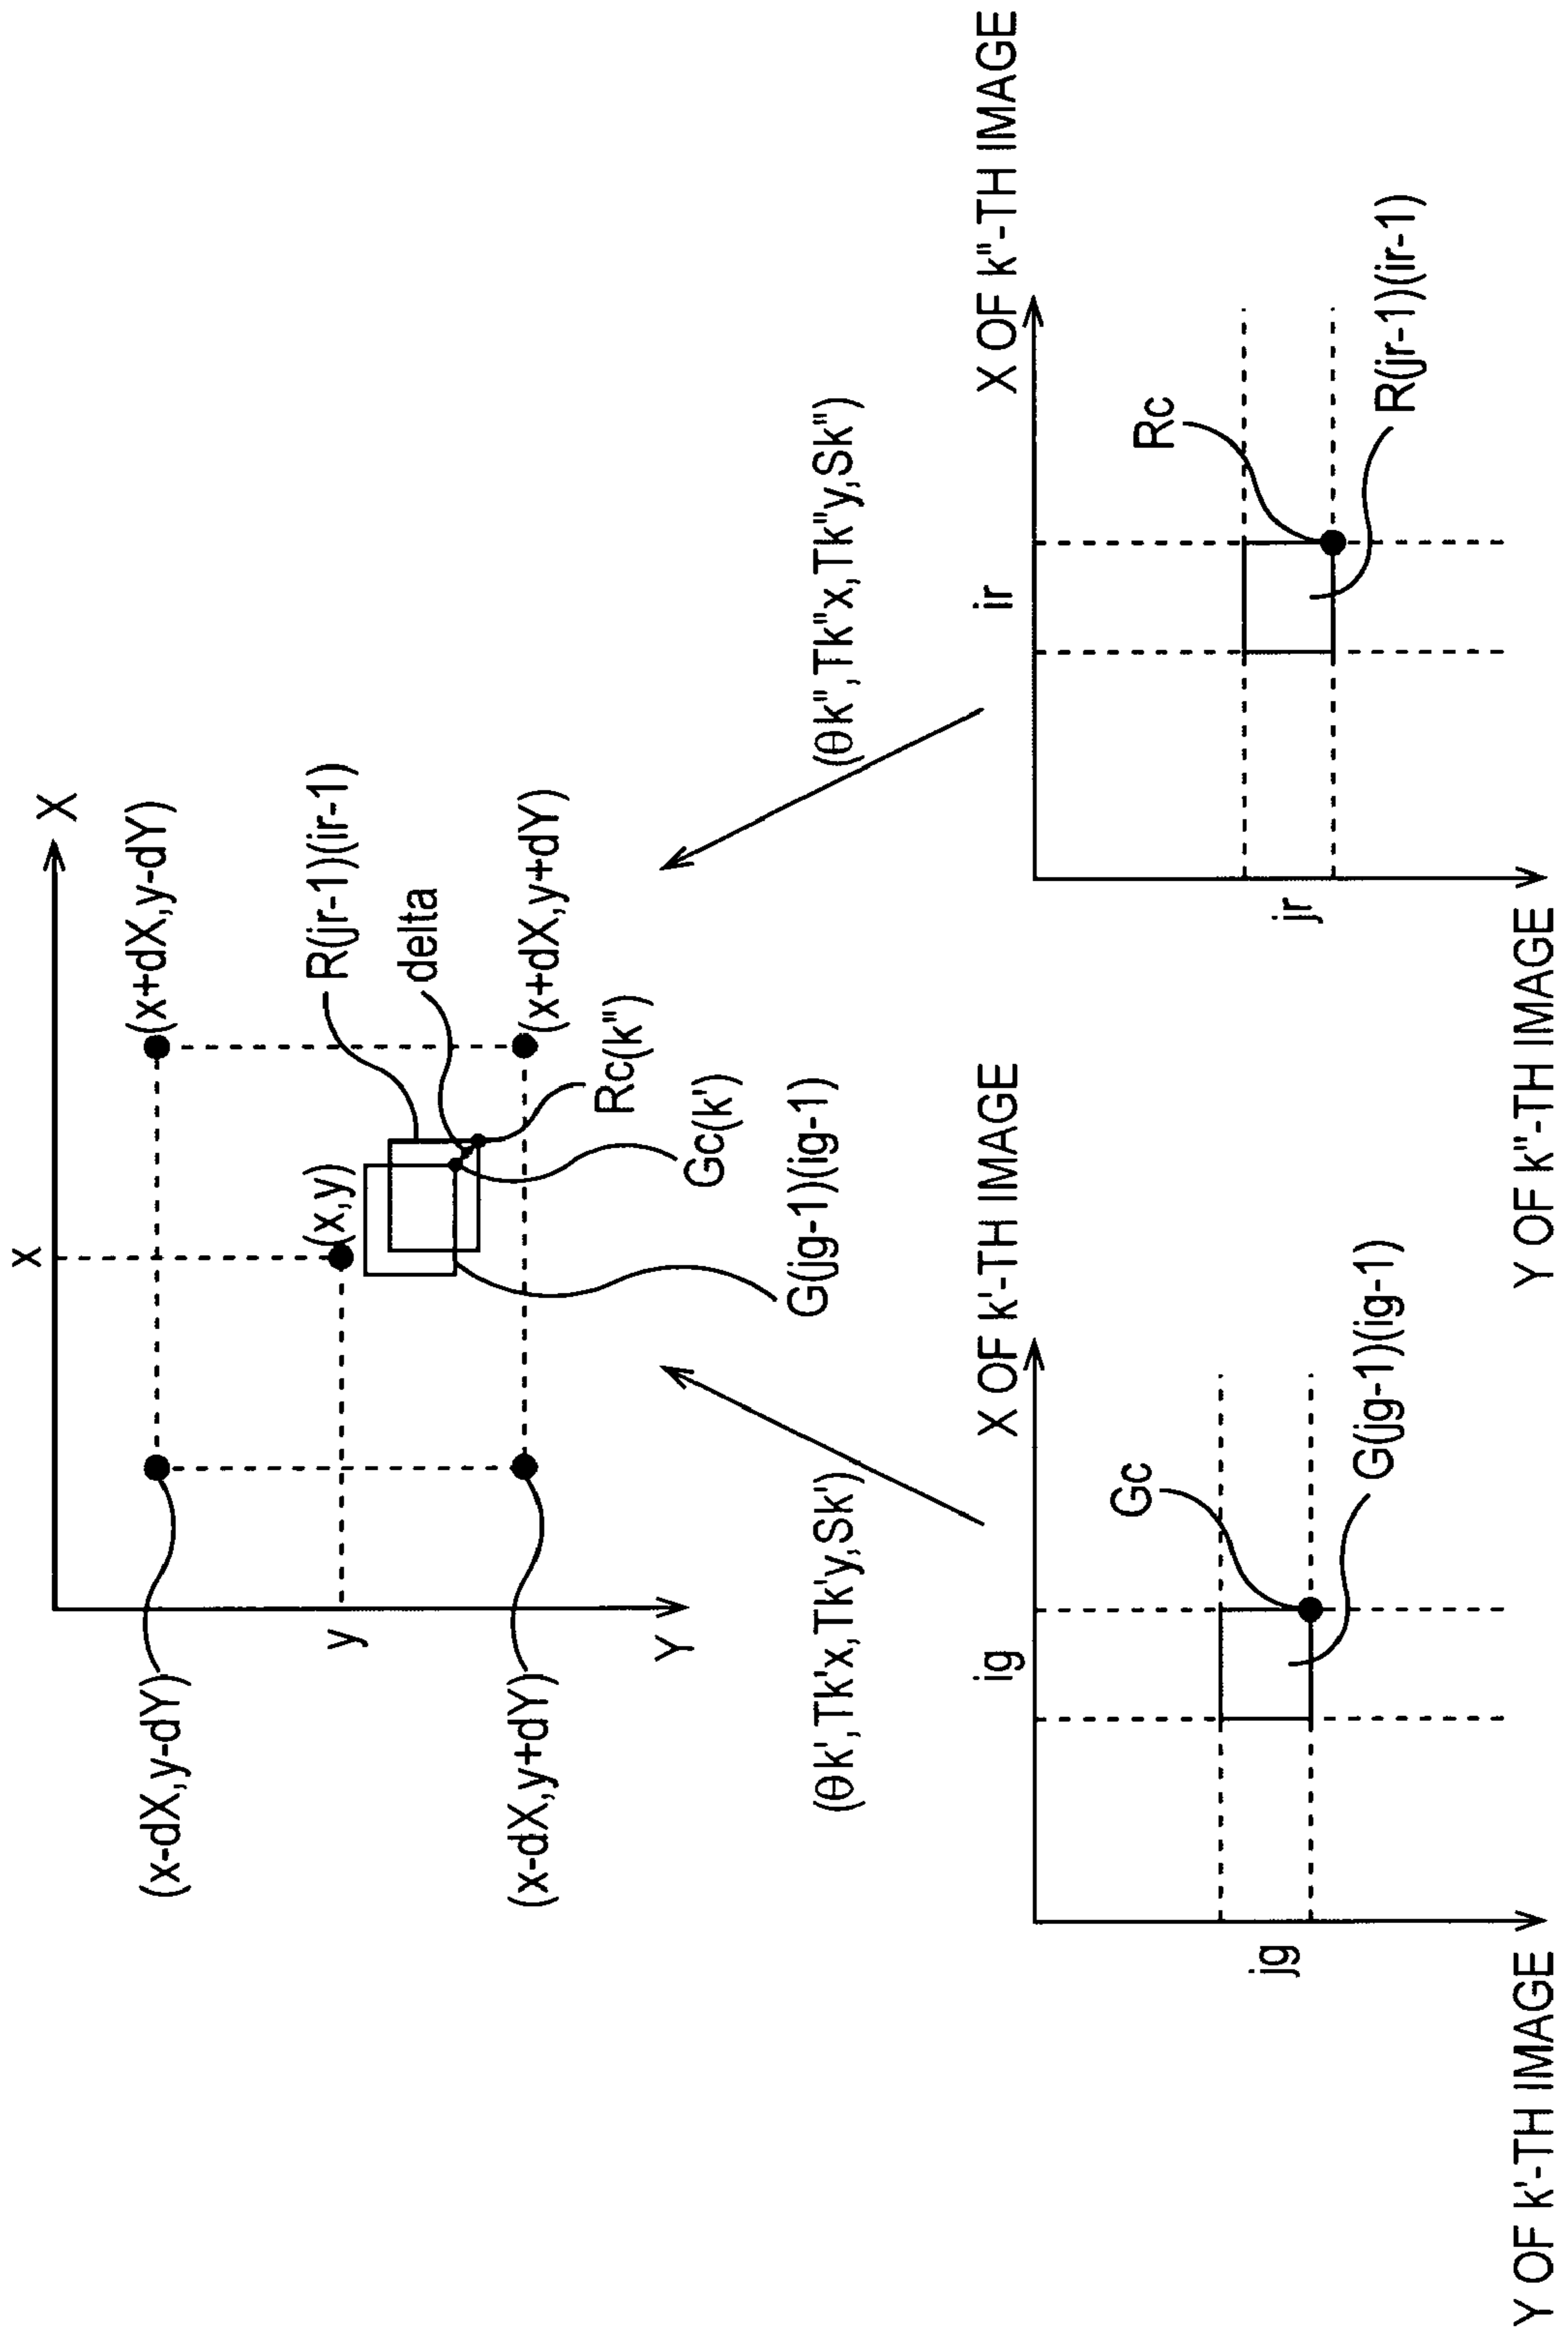 X
x
(x-dX,y-dY)
(x+dX,y-dY)
(x,y)
R(jr-1)(ir-1)
y
delta
(x-dX,y+dY)
(x+dX,y+dY)
Rc(k")
Gc(k')
Y
G(jg-1)(ig-1)
(θk',Tk'x,Tk'y,Sk')
(θk",Tk"x,Tk"y,Sk")
X OF k'-TH IMAGE
ig
Gc
jg
G(jg-1)(ig-1)
Y OF k'-TH IMAGE
X OF k"-TH IMAGE
ir
Rc
jr
R(jr-1)(ir-1)
Y OF k"-TH IMAGE